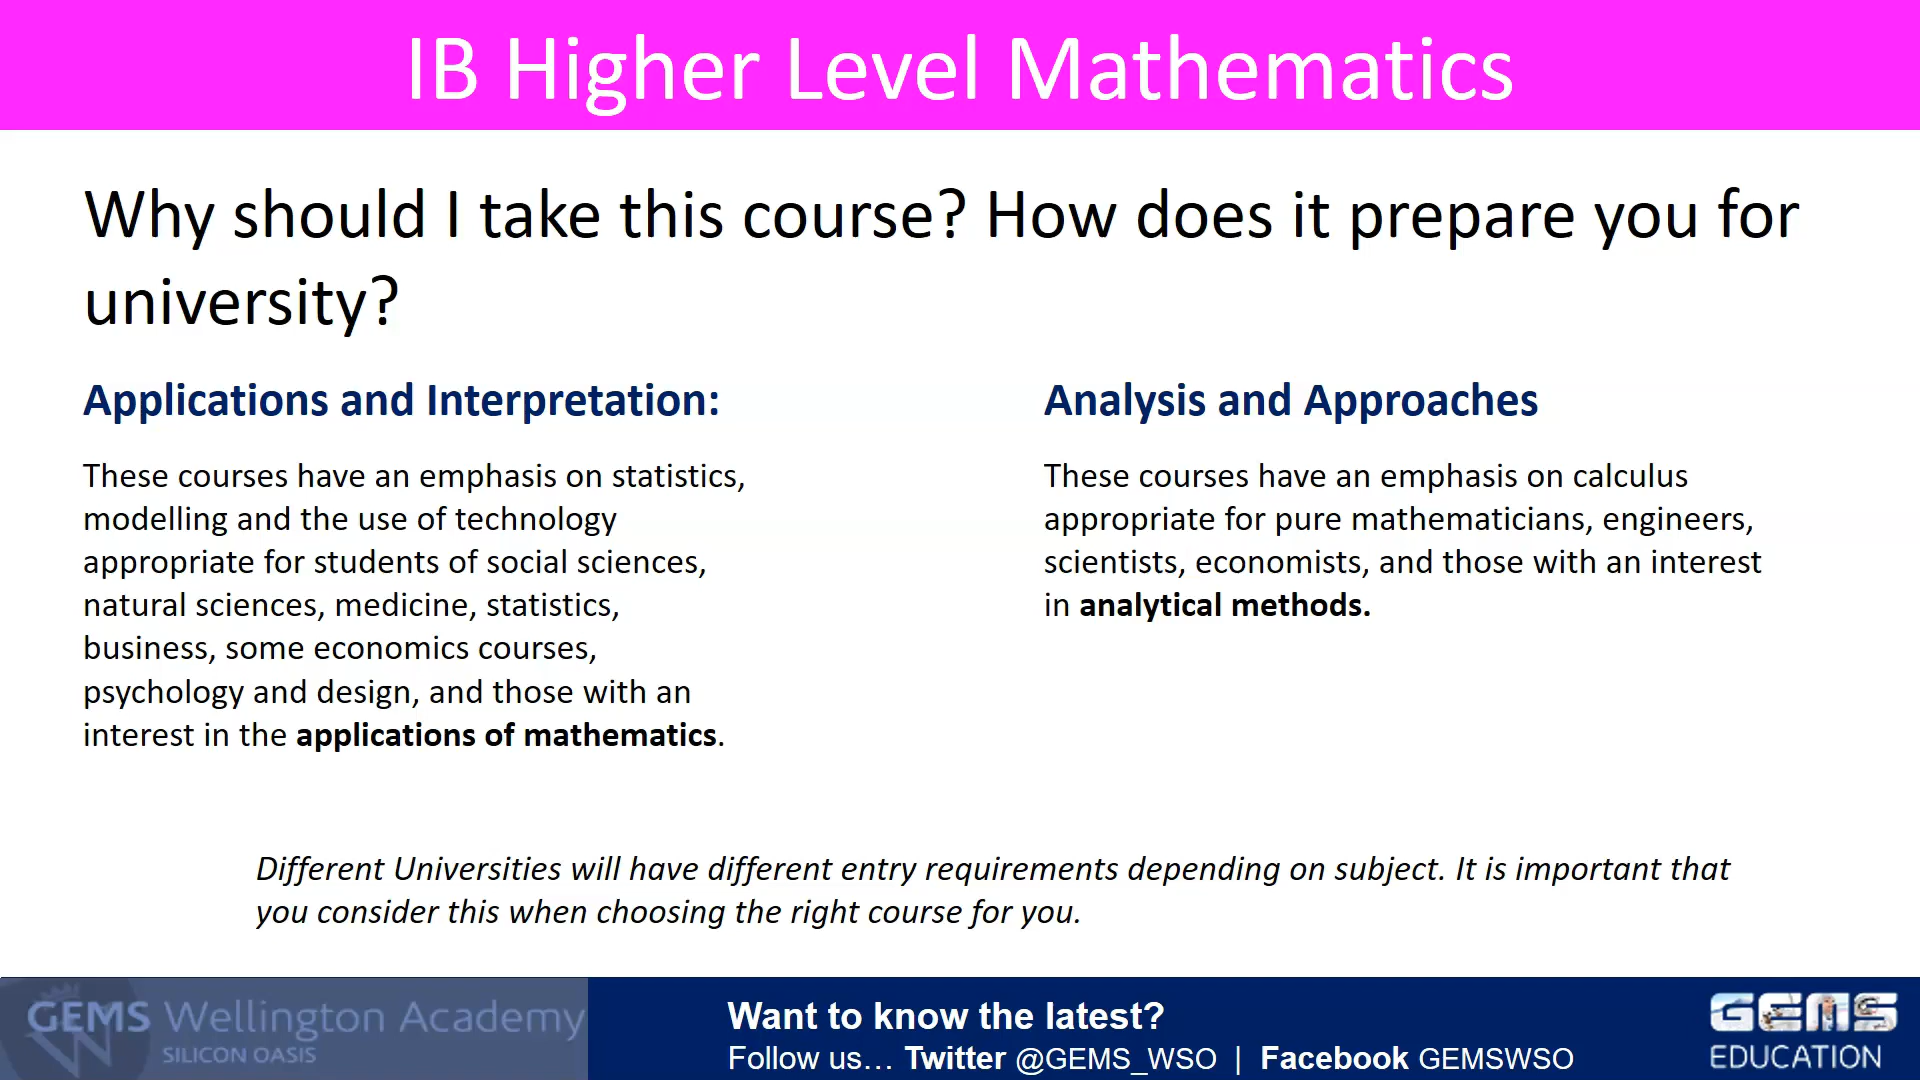 IB Higher Level Mathematics
Why should I take this course? How does it prepare you for
university?
Applications and Interpretation:
These courses have an emphasis on statistics,
modelling and the use of technology
appropriate for students of social sciences,
natural sciences, medicine, statistics,
business, some economics courses,
psychology and design, and those with an
interest in the applications of mathematics.
Analysis and Approaches
These courses have an emphasis on calculus
appropriate for pure mathematicians, engineers,
scientists, economists, and those with an interest
in analytical methods.
Different Universities will have different entry requirements depending on subject. It is important that
you consider this when choosing the right course for you.
GEMS Wellington Academy
SILICON OASIS
Want to know the latest?
Follow us... Twitter @GEMS_WSO | Facebook GEMSWSO
GEMS
EDUCATION